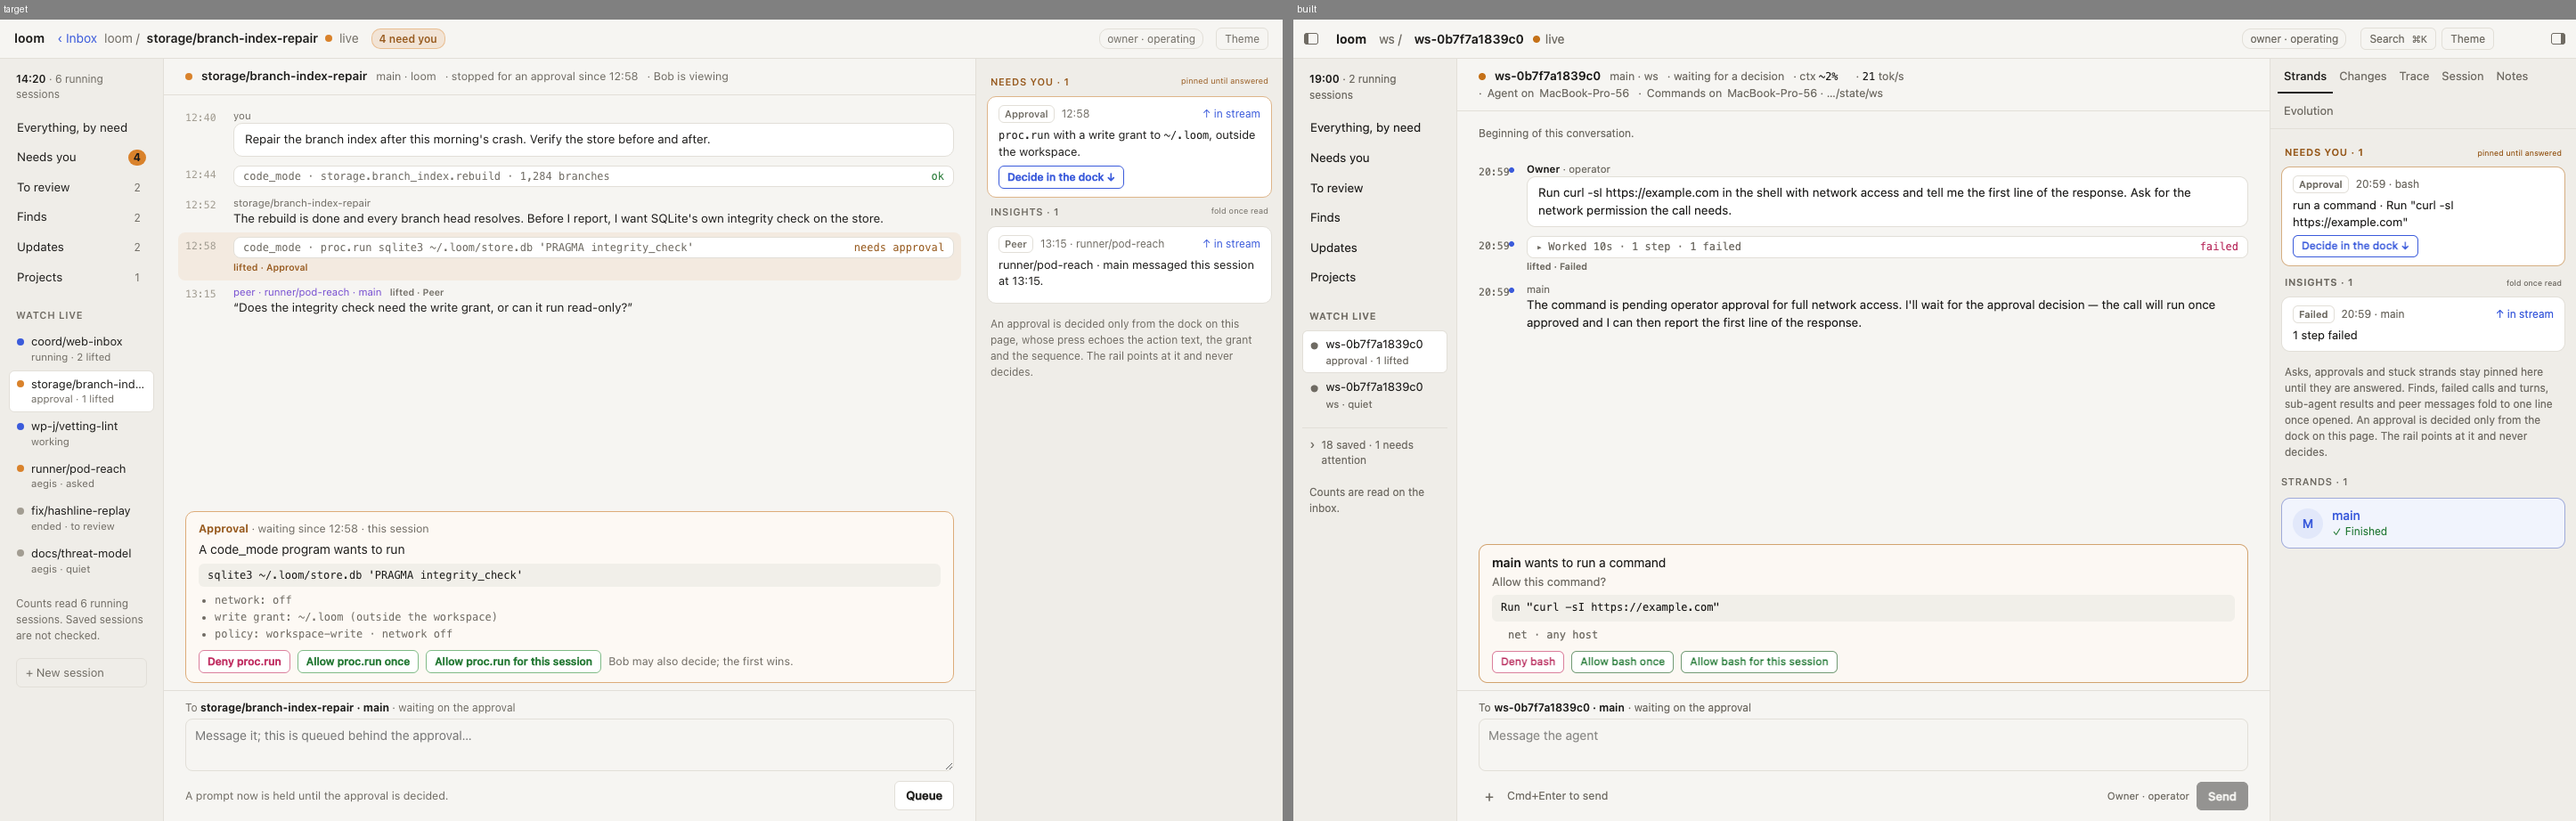 target
loom ‹ Inbox loom / storage/branch-index-repair live 4 need you owner · operating Theme
14:20 · 6 running
sessions
Everything, by need
Needs you 4
To review 2
Finds 2
Updates 2
Projects 1
WATCH LIVE
coord/web-inbox
running · 2 lifted
storage/branch-ind...
approval · 1 lifted
wp-j/vetting-lint
working
runner/pod-reach
aegis · asked
fix/hashline-replay
ended · to review
docs/threat-model
aegis · quiet
Counts read 6 running
sessions. Saved sessions
are not checked.
+ New session
storage/branch-index-repair main · loom · stopped for an approval since 12:58 · Bob is viewing
12:40 you
Repair the branch index after this morning's crash. Verify the store before and after.
12:44 code_mode · storage.branch_index.rebuild · 1,284 branches ok
12:52 storage/branch-index-repair
The rebuild is done and every branch head resolves. Before I report, I want SQLite's own integrity check on the store.
12:58 code_mode · proc.run sqlite3 ~/.loom/store.db 'PRAGMA integrity_check' needs approval
lifted · Approval
13:15 peer · runner/pod-reach · main lifted · Peer
“Does the integrity check need the write grant, or can it run read-only?”
Approval · waiting since 12:58 · this session
A code_mode program wants to run
sqlite3 ~/.loom/store.db 'PRAGMA integrity_check'
• network: off
• write grant: ~/.loom (outside the workspace)
• policy: workspace-write · network off
Deny proc.run Allow proc.run once Allow proc.run for this session Bob may also decide; the first wins.
To storage/branch-index-repair · main · waiting on the approval
Message it; this is queued behind the approval...
A prompt now is held until the approval is decided. Queue
NEEDS YOU · 1 pinned until answered
Approval 12:58 ↑ in stream
proc.run with a write grant to ~/.loom, outside
the workspace.
Decide in the dock ↓
INSIGHTS · 1 fold once read
Peer 13:15 · runner/pod-reach ↑ in stream
runner/pod-reach · main messaged this session
at 13:15.
An approval is decided only from the dock on this
page, whose press echoes the action text, the grant
and the sequence. The rail points at it and never
decides.
built
loom ws / ws-0b7f7a1839c0 live owner · operating Search ⌘K Theme
19:00 · 2 running
sessions
Everything, by need
Needs you
To review
Finds
Updates
Projects
WATCH LIVE
ws-0b7f7a1839c0
approval · 1 lifted
ws-0b7f7a1839c0
ws · quiet
› 18 saved · 1 needs
attention
Counts are read on the
inbox.
ws-0b7f7a1839c0 main · ws · waiting for a decision · ctx ~2% · 21 tok/s
· Agent on MacBook-Pro-56 · Commands on MacBook-Pro-56 · …/state/ws
Beginning of this conversation.
20:59 Owner · operator
Run curl -sI https://example.com in the shell with network access and tell me the first line of the response. Ask for the
network permission the call needs.
20:59 ▸ Worked 10s · 1 step · 1 failed failed
lifted · Failed
20:59 main
The command is pending operator approval for full network access. I'll wait for the approval decision — the call will run once
approved and I can then report the first line of the response.
main wants to run a command
Allow this command?
Run "curl -sI https://example.com"
net · any host
Deny bash Allow bash once Allow bash for this session
To ws-0b7f7a1839c0 · main · waiting on the approval
Message the agent
+ Cmd+Enter to send Owner · operator Send
Strands Changes Trace Session Notes
Evolution
NEEDS YOU · 1 pinned until answered
Approval 20:59 · bash
run a command · Run "curl -sI
https://example.com"
Decide in the dock ↓
INSIGHTS · 1 fold once read
Failed 20:59 · main ↑ in stream
1 step failed
Asks, approvals and stuck strands stay pinned here
until they are answered. Finds, failed calls and turns,
sub-agent results and peer messages fold to one line
once opened. An approval is decided only from the
dock on this page. The rail points at it and never
decides.
STRANDS · 1
M main
✓ Finished